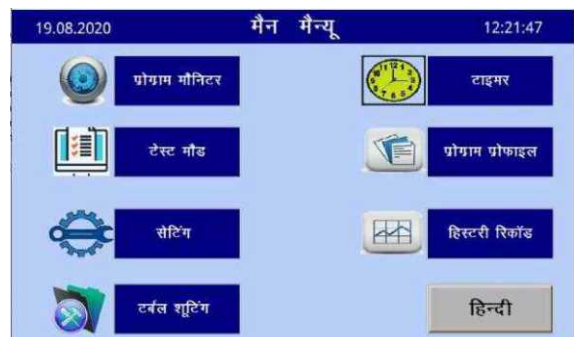 19.08.2020 मैन मैन्यू 12:21:47
प्रोग्राम मौनिटर टाइमर
टेस्ट मौड प्रोग्राम प्रोफाइल
सेटिंग हिस्टरी रिकॉड
टर्बल शूटिंग हिन्दी